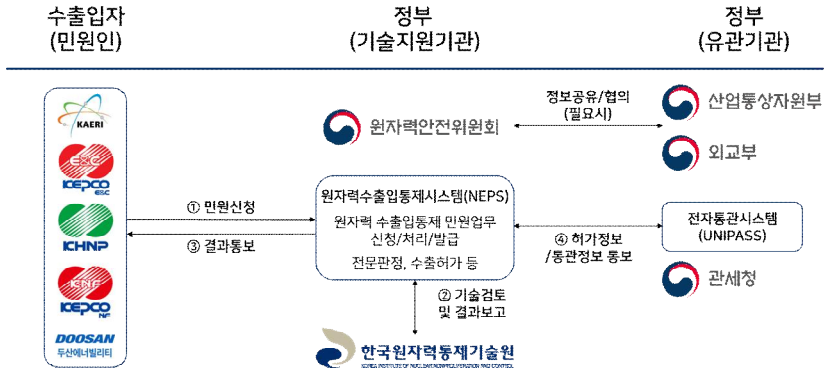 수출입자
(민원인)
정부
(기술지원기관)
정부
(유관기관)
KAERI
E&C
KEPCO
E&C
KHNP
KNF
KEPCO
NF
DOOSAN
두산에너빌리티
원자력안전위원회
정보공유/협의
(필요시)
산업통상자원부
외교부
① 민원신청
③ 결과통보
원자력수출입통제시스템(NEPS)
원자력 수출입통제 민원업무
신청/처리/발급
전문판정, 수출허가 등
④ 허가정보
/통관정보 통보
전자통관시스템
(UNIPASS)
관세청
② 기술검토
및 결과보고
한국원자력통제기술원
KOREA INSTITUTE OF NUCLEAR NONPROLIFERATION AND CONTROL